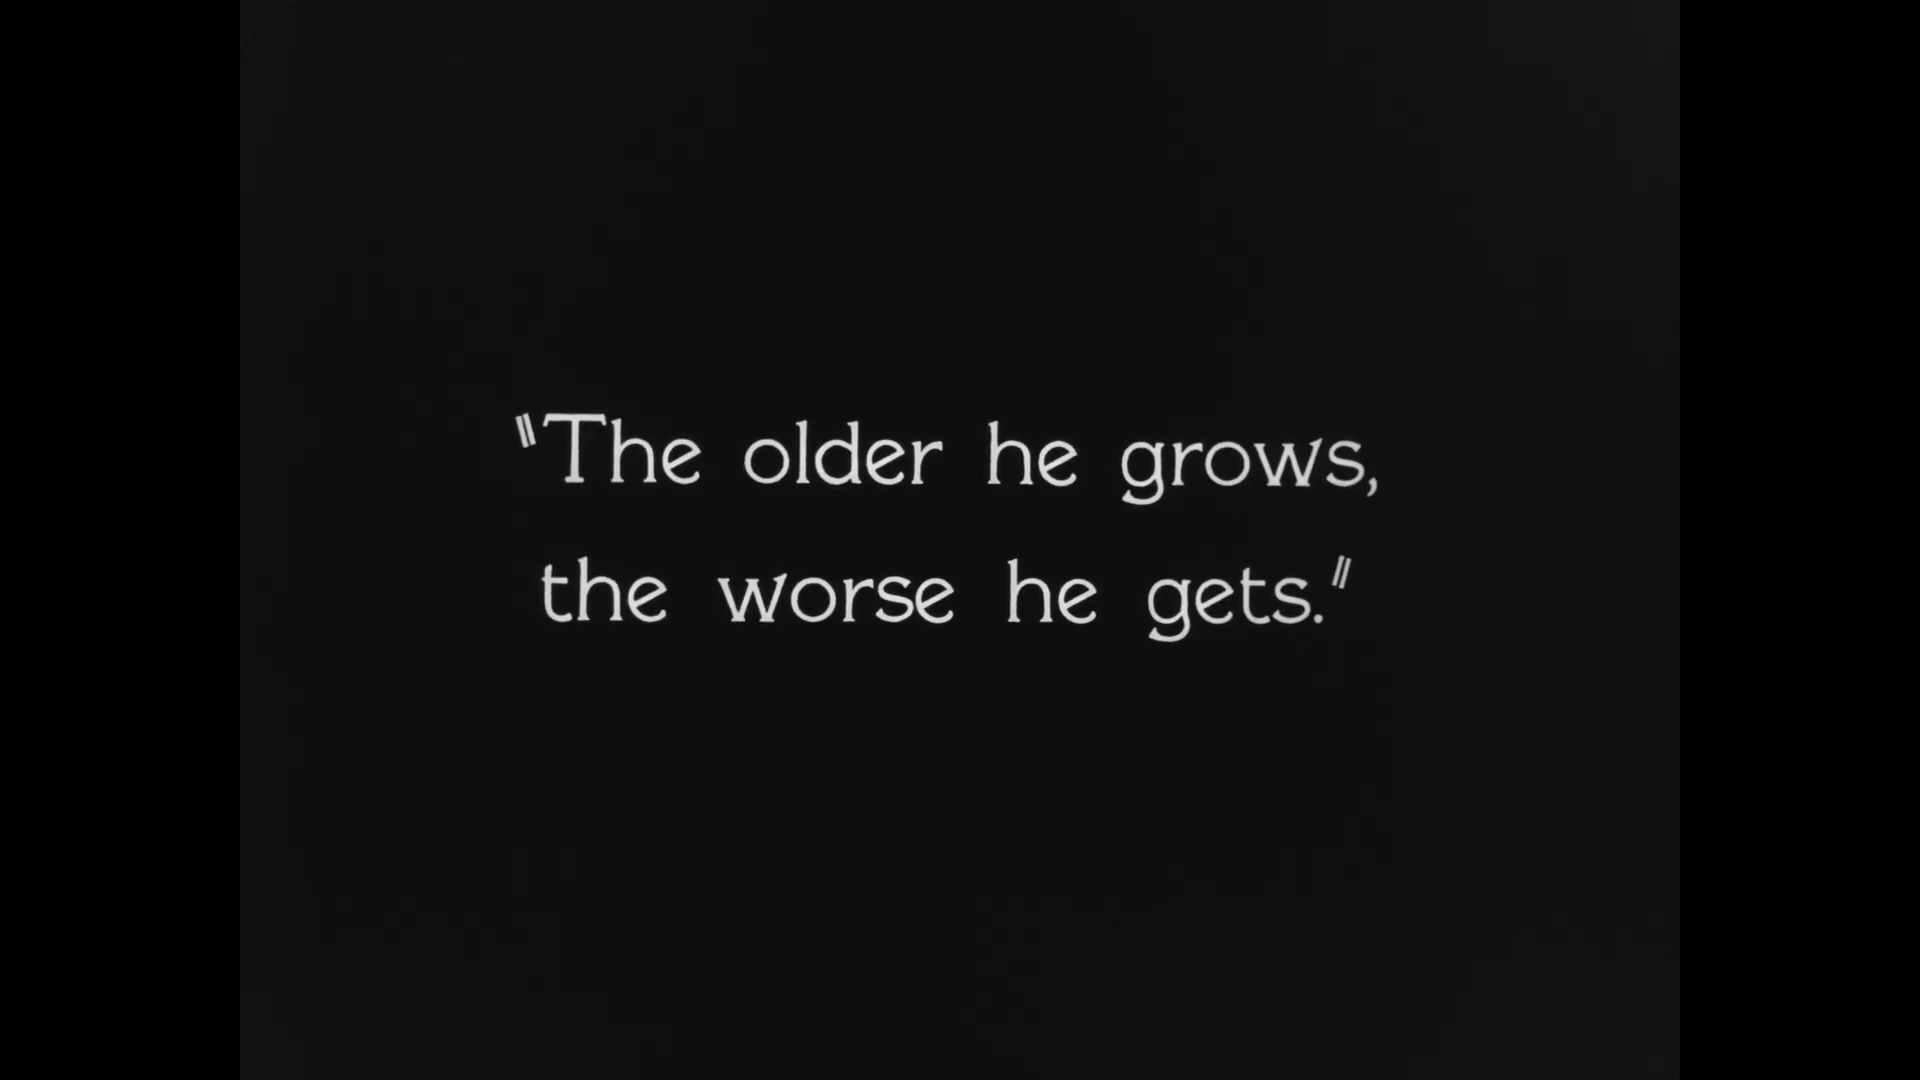 "The older he grows,
the worse he gets."